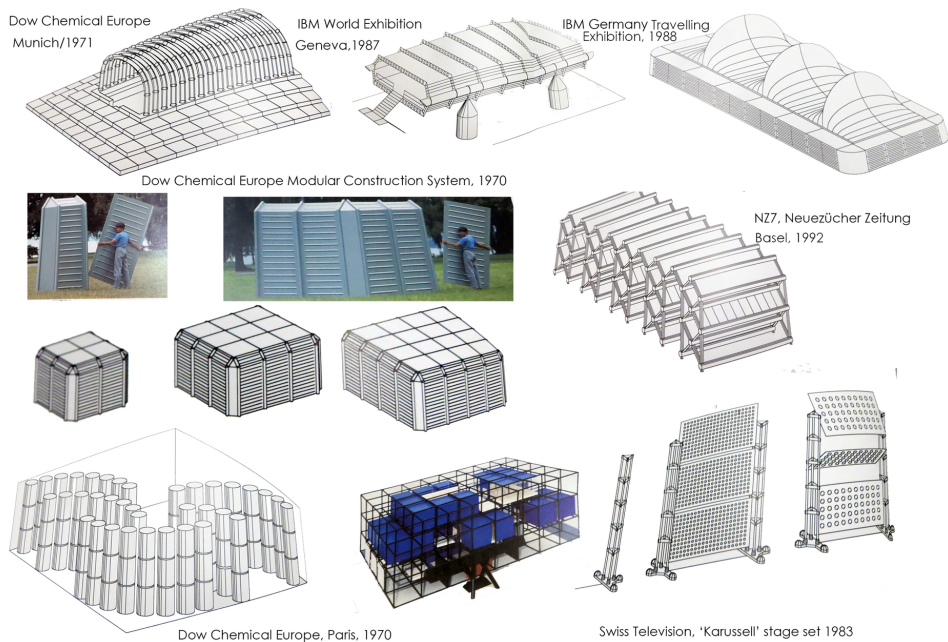 Dow Chemical Europe
Munich/1971
IBM World Exhibition
Geneva,1987
IBM Germany Travelling
Exhibition, 1988
Dow Chemical Europe Modular Construction System, 1970
NZ7, Neuezücher Zeitung
Basel, 1992
Dow Chemical Europe, Paris, 1970
Swiss Television, ‘Karussell’ stage set 1983